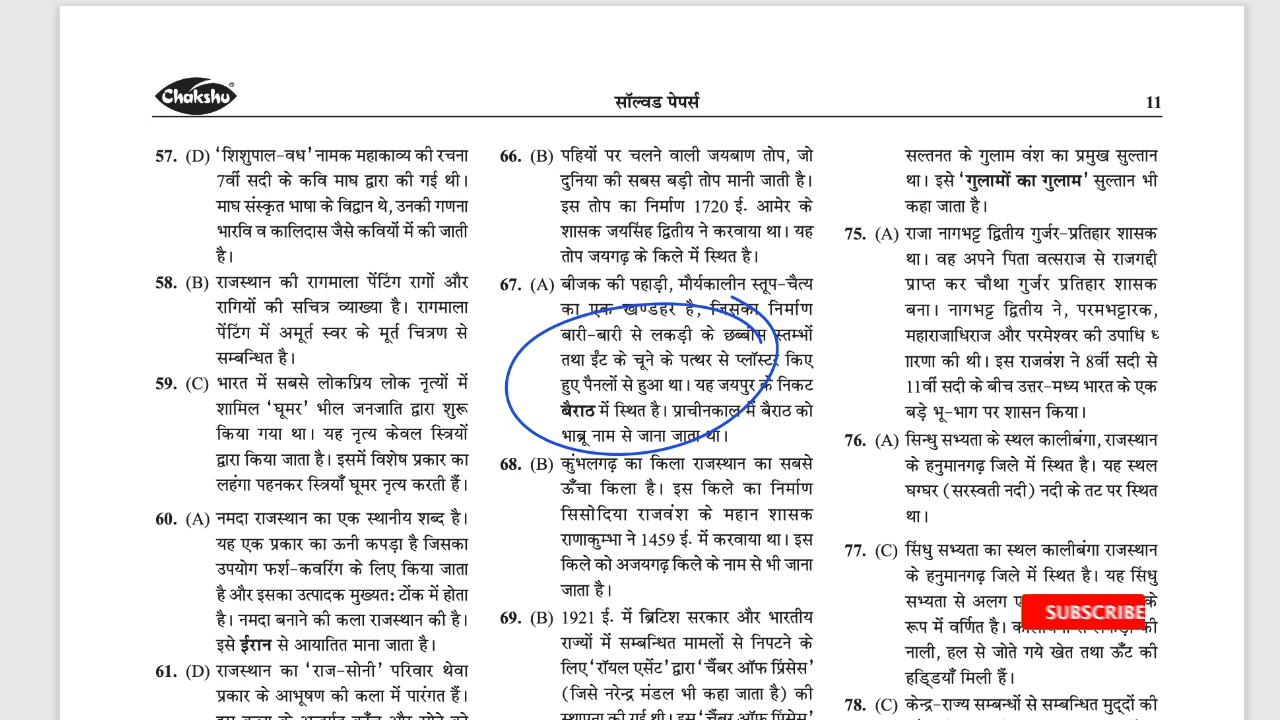 Chakshu
सॉल्वड पेपर्स
11
57. (D) ‘शिशुपाल-वध’ नामक महाकाव्य की रचना
7वीं सदी के कवि माघ द्वारा की गई थी।
माघ संस्कृत भाषा के विद्वान थे, उनकी गणना
भारवि व कालिदास जैसे कवियों में की जाती
है।
58. (B) राजस्थान की रागमाला पेंटिंग रागों और
रागियों की सचित्र व्याख्या है। रागमाला
पेंटिंग में अमूर्त स्वर के मूर्त चित्रण से
सम्बन्धित है।
59. (C) भारत में सबसे लोकप्रिय लोक नृत्यों में
शामिल ‘घूमर’ भील जनजाति द्वारा शुरू
किया गया था। यह नृत्य केवल स्त्रियों
द्वारा किया जाता है। इसमें विशेष प्रकार का
लहंगा पहनकर स्त्रियाँ घूमर नृत्य करती हैं।
60. (A) नमदा राजस्थान का एक स्थानीय शब्द है।
यह एक प्रकार का ऊनी कपड़ा है जिसका
उपयोग फर्श-कवरिंग के लिए किया जाता
है और इसका उत्पादक मुख्यत: टोंक में होता
है। नमदा बनाने की कला राजस्थान की है।
इसे ईरान से आयातित माना जाता है।
61. (D) राजस्थान का ‘राज-सोनी’ परिवार थेवा
प्रकार के आभूषण की कला में पारंगत हैं।
66. (B) पहियों पर चलने वाली जयबाण तोप, जो
दुनिया की सबस बड़ी तोप मानी जाती है।
इस तोप का निर्माण 1720 ई. आमेर के
शासक जयसिंह द्वितीय ने करवाया था। यह
तोप जयगढ़ के किले में स्थित है।
67. (A) बीजक की पहाड़ी, मौर्यकालीन स्तूप-चैत्य
का एक खण्डहर है, जिसका निर्माण
बारी-बारी से लकड़ी के छब्बीस स्तम्भों
तथा ईंट के चूने के पत्थर से प्लॉस्टर किए
हुए पैनलों से हुआ था। यह जयपुर के निकट
बैराठ में स्थित है। प्राचीनकाल में बैराठ को
भाब्रू नाम से जाना जाता था।
68. (B) कुंभलगढ़ का किला राजस्थान का सबसे
ऊँचा किला है। इस किले का निर्माण
सिसोदिया राजवंश के महान शासक
राणाकुम्भा ने 1459 ई. में करवाया था। इस
किले को अजयगढ़ किले के नाम से भी जाना
जाता है।
69. (B) 1921 ई. में ब्रिटिश सरकार और भारतीय
राज्यों में सम्बन्धित मामलों से निपटने के
लिए ‘रॉयल एसेंट’ द्वारा ‘चैंबर ऑफ प्रिंसेस’
(जिसे नरेन्द्र मंडल भी कहा जाता है) की
स्थापना की गई थी। इस ‘चैंबर ऑफ प्रिंसेस’
सल्तनत के गुलाम वंश का प्रमुख सुल्तान
था। इसे ‘गुलामों का गुलाम’ सुल्तान भी
कहा जाता है।
75. (A) राजा नागभट्ट द्वितीय गुर्जर-प्रतिहार शासक
था। वह अपने पिता वत्सराज से राजगद्दी
प्राप्त कर चौथा गुर्जर प्रतिहार शासक
बना। नागभट्ट द्वितीय ने, परमभट्टारक,
महाराजाधिराज और परमेश्वर की उपाधि ध
ारणा की थी। इस राजवंश ने 8वीं सदी से
11वीं सदी के बीच उत्तर-मध्य भारत के एक
बड़े भू-भाग पर शासन किया।
76. (A) सिन्धु सभ्यता के स्थल कालीबंगा, राजस्थान
के हनुमानगढ़ जिले में स्थित है। यह स्थल
घग्घर (सरस्वती नदी) नदी के तट पर स्थित
था।
77. (C) सिंधु सभ्यता का स्थल कालीबंगा राजस्थान
के हनुमानगढ़ जिले में स्थित है। यह सिंधु
सभ्यता से अलग के
रूप में वर्णित है। की
नाली, हल से जोते गये खेत तथा ऊँट की
हड्डियाँ मिली हैं।
78. (C) केन्द्र-राज्य सम्बन्धों से सम्बन्धित मुद्दों की
SUBSCRIBE